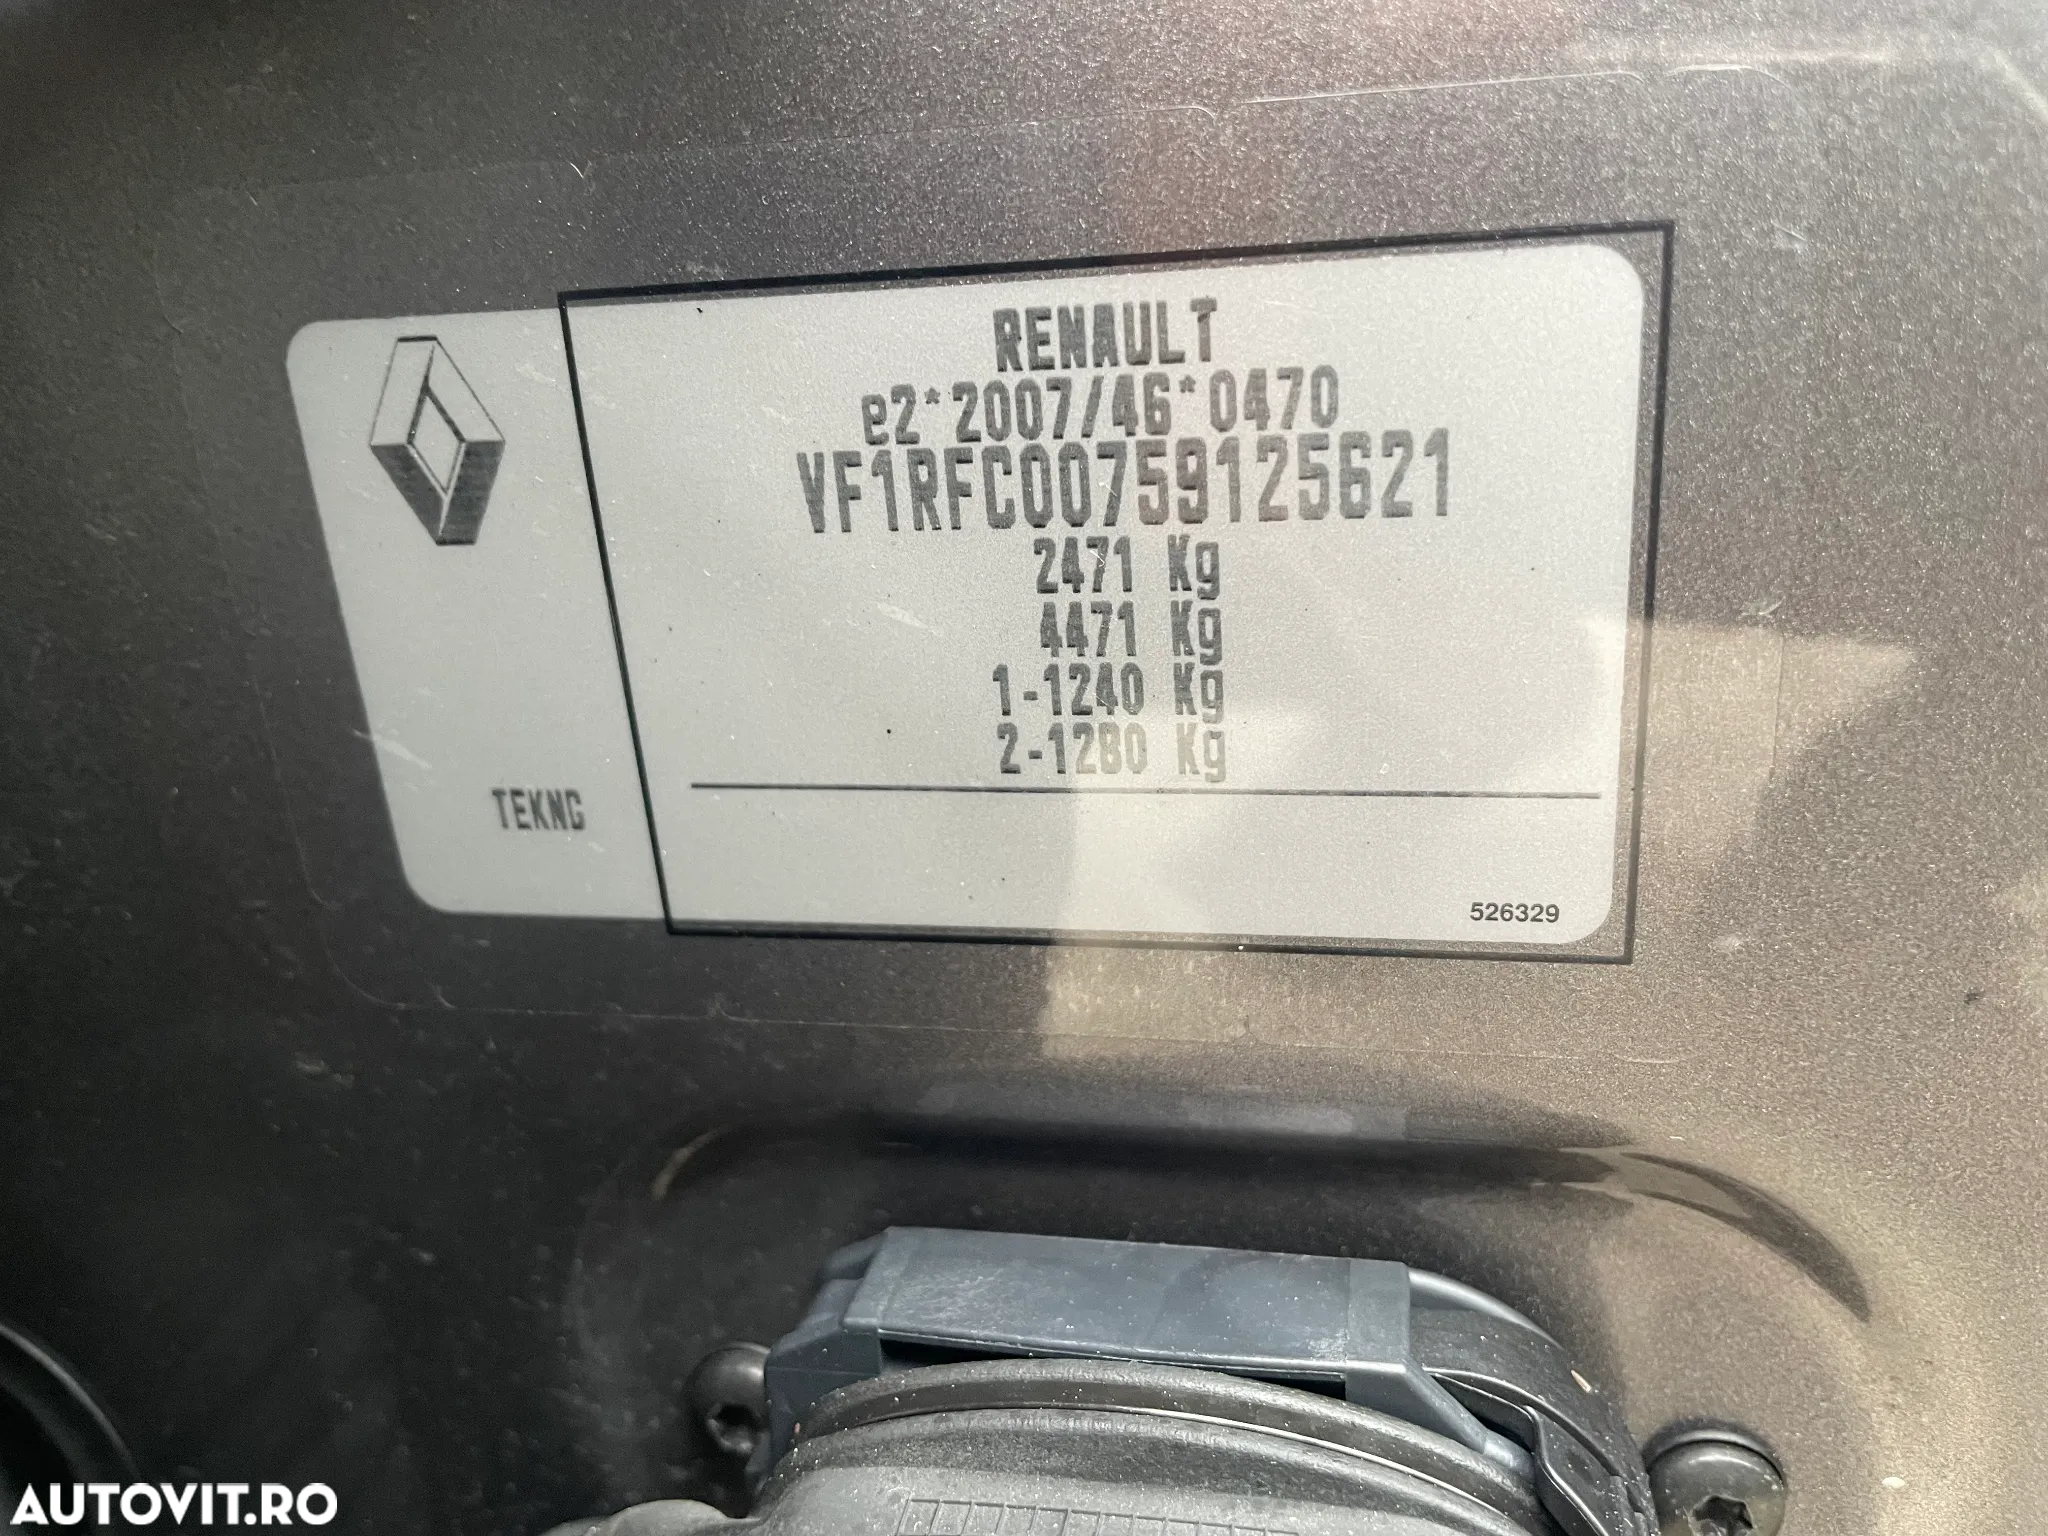 RENAULT
e2*2007/46*0470
VF1RFC00759125621
2471 Kg
4471 Kg
1-1240 Kg
2-1280 Kg
TEKNG
526329
AUTOVIT.RO